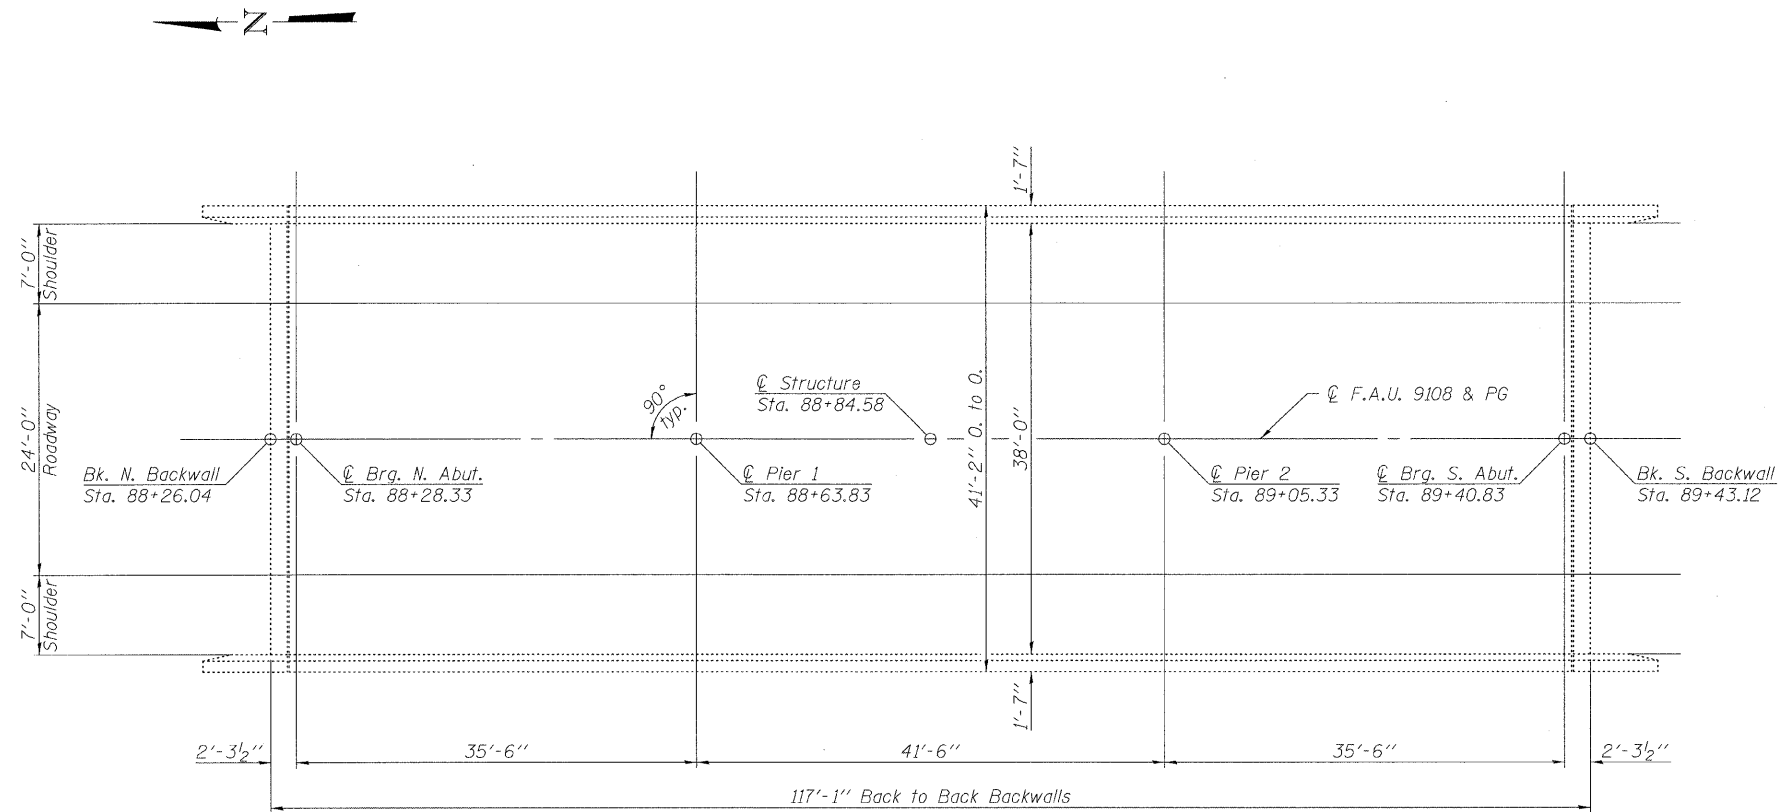 N
1'-7"
7'-0"
Shoulder
24'-0"
Roadway
7'-0"
Shoulder
90°
typ.
℄ Structure
Sta. 88+84.58
41'-2" O. to O.
38'-0"
℄ F.A.U. 9108 & PG
Bk. N. Backwall
Sta. 88+26.04
℄ Brg. N. Abut.
Sta. 88+28.33
℄ Pier 1
Sta. 88+63.83
℄ Pier 2
Sta. 89+05.33
℄ Brg. S. Abut.
Sta. 89+40.83
Bk. S. Backwall
Sta. 89+43.12
1'-7"
2'-3½"
35'-6"
41'-6"
35'-6"
2'-3½"
117'-1" Back to Back Backwalls